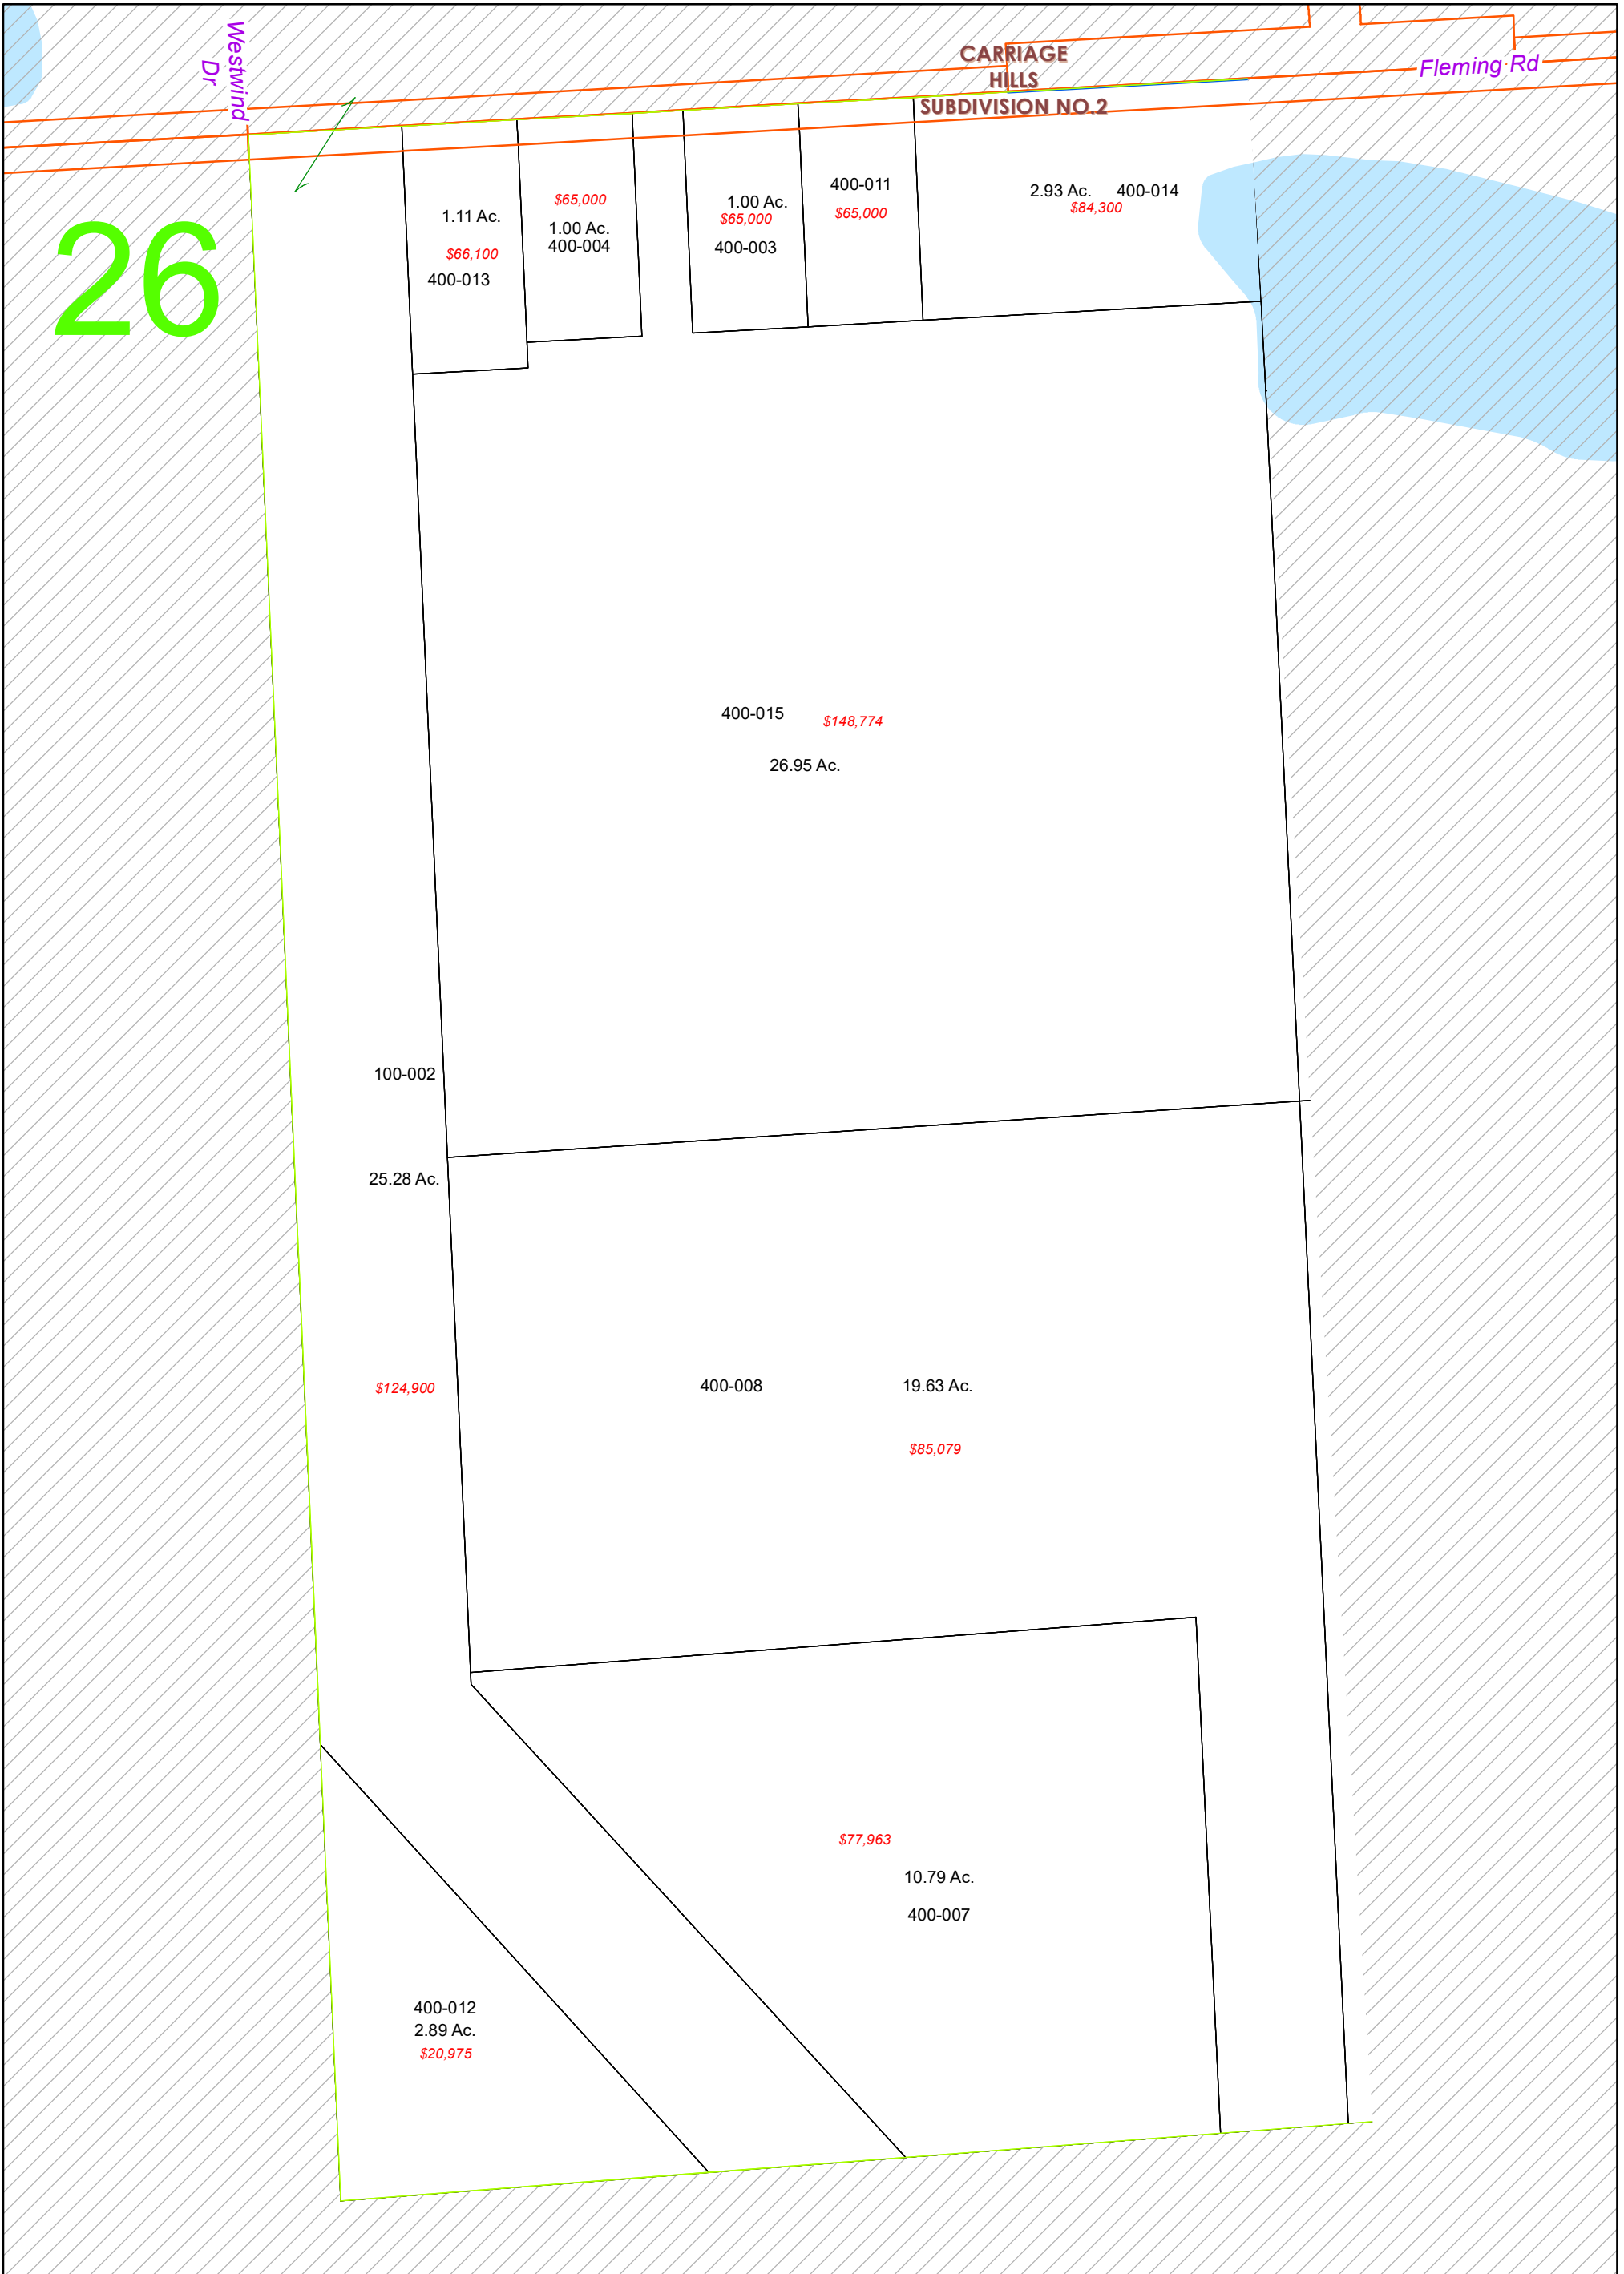 Westwind
Dr
CARRIAGE
HILLS
SUBDIVISION NO.2
Fleming Rd
26
1.11 Ac.
$66,100
400-013
$65,000
1.00 Ac.
400-004
1.00 Ac.
$65,000
400-003
400-011
$65,000
2.93 Ac. 400-014
$84,300
400-015 $148,774
26.95 Ac.
100-002
25.28 Ac.
$124,900
400-008 19.63 Ac.
$85,079
$77,963
10.79 Ac.
400-007
400-012
2.89 Ac.
$20,975